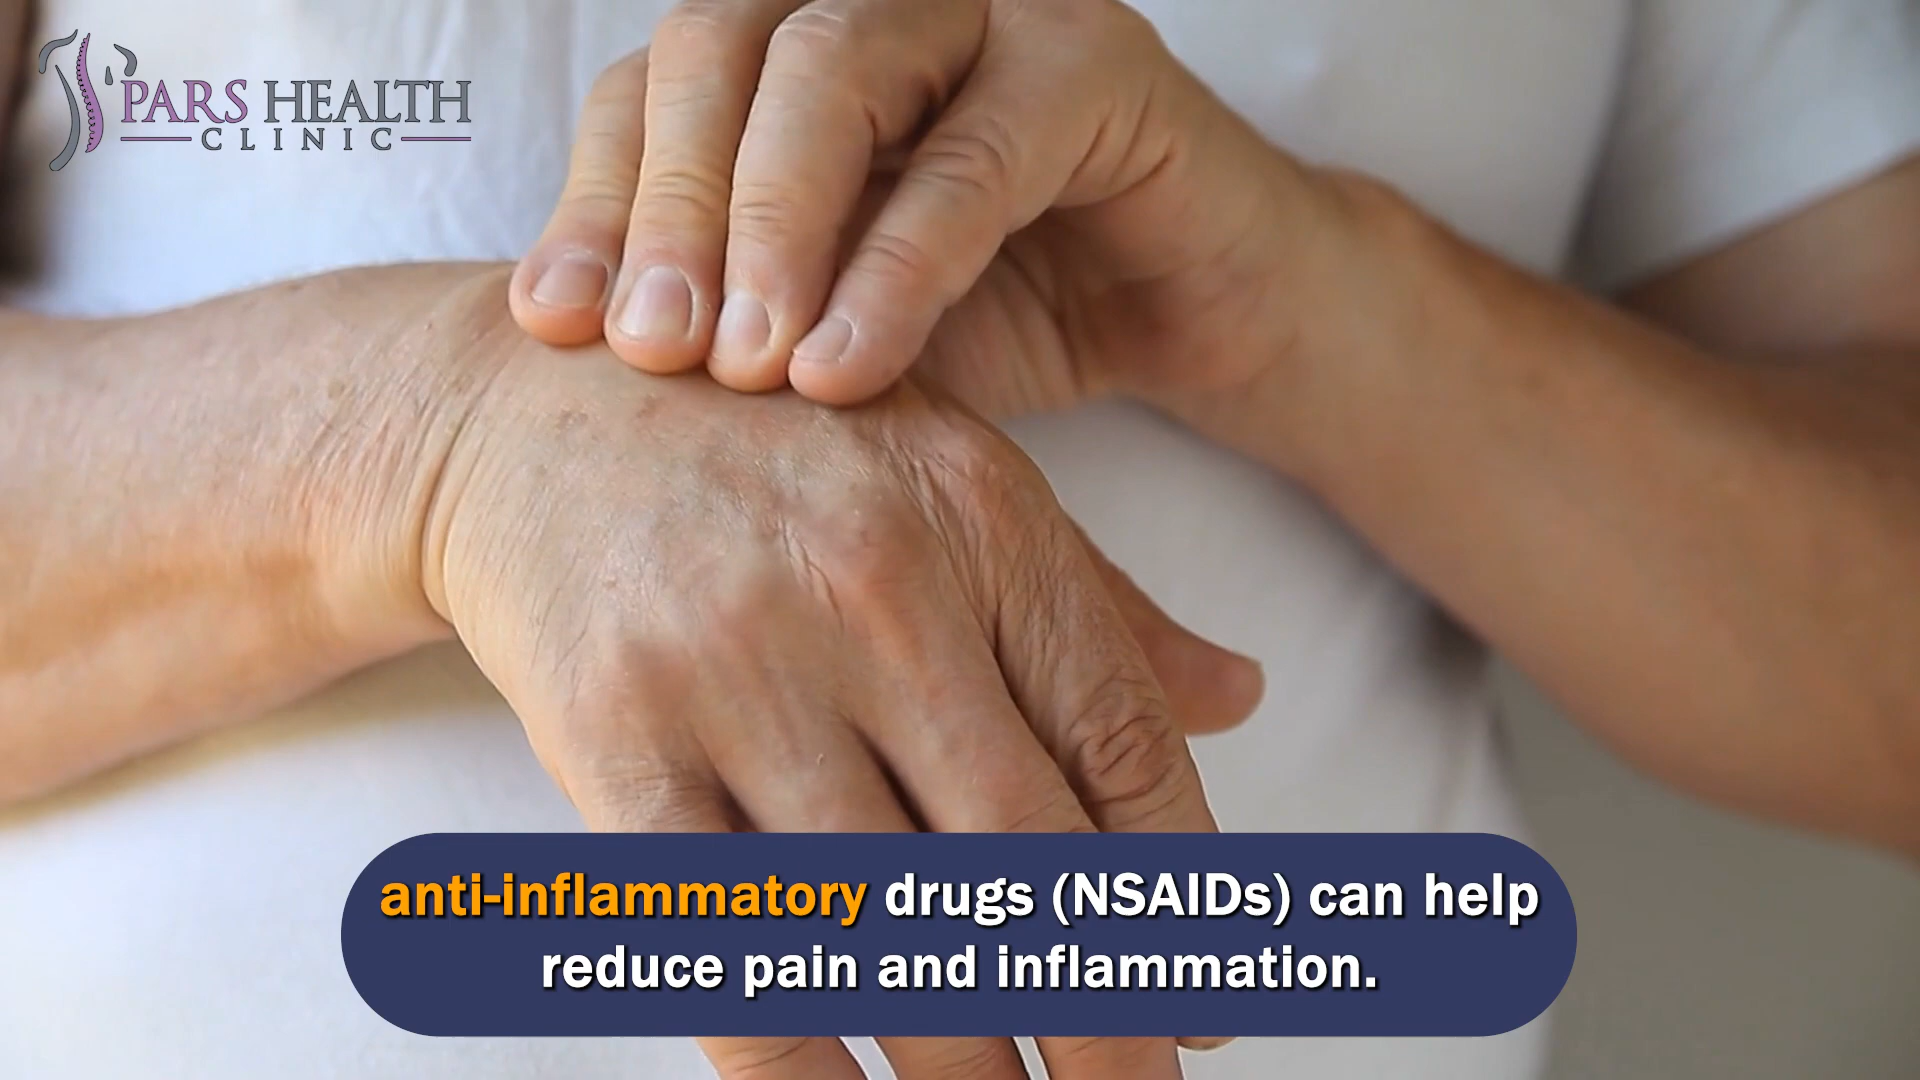 PARS HEALTH
CLINIC
anti-inflammatory drugs (NSAIDs) can help
reduce pain and inflammation.